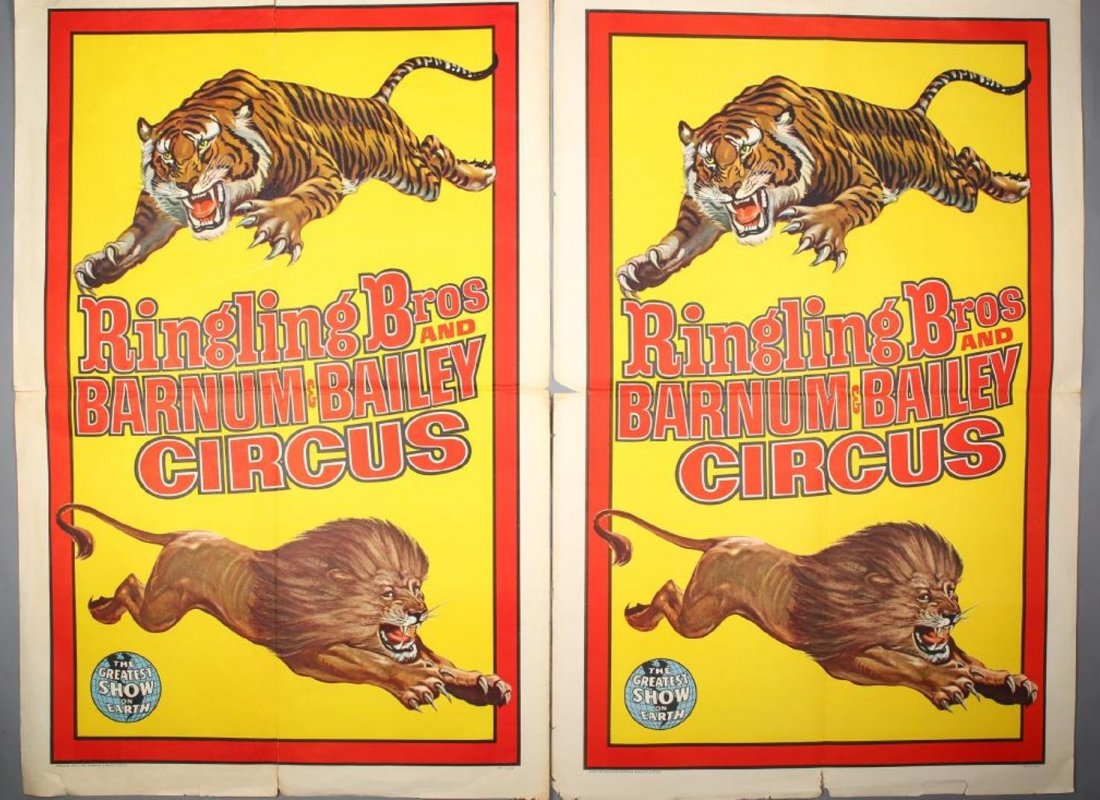 Ringling Bros
AND
BARNUM & BAILEY
CIRCUS
THE
GREATEST
SHOW
ON
EARTH
Ringling Bros
AND
BARNUM & BAILEY
CIRCUS
THE
GREATEST
SHOW
ON
EARTH